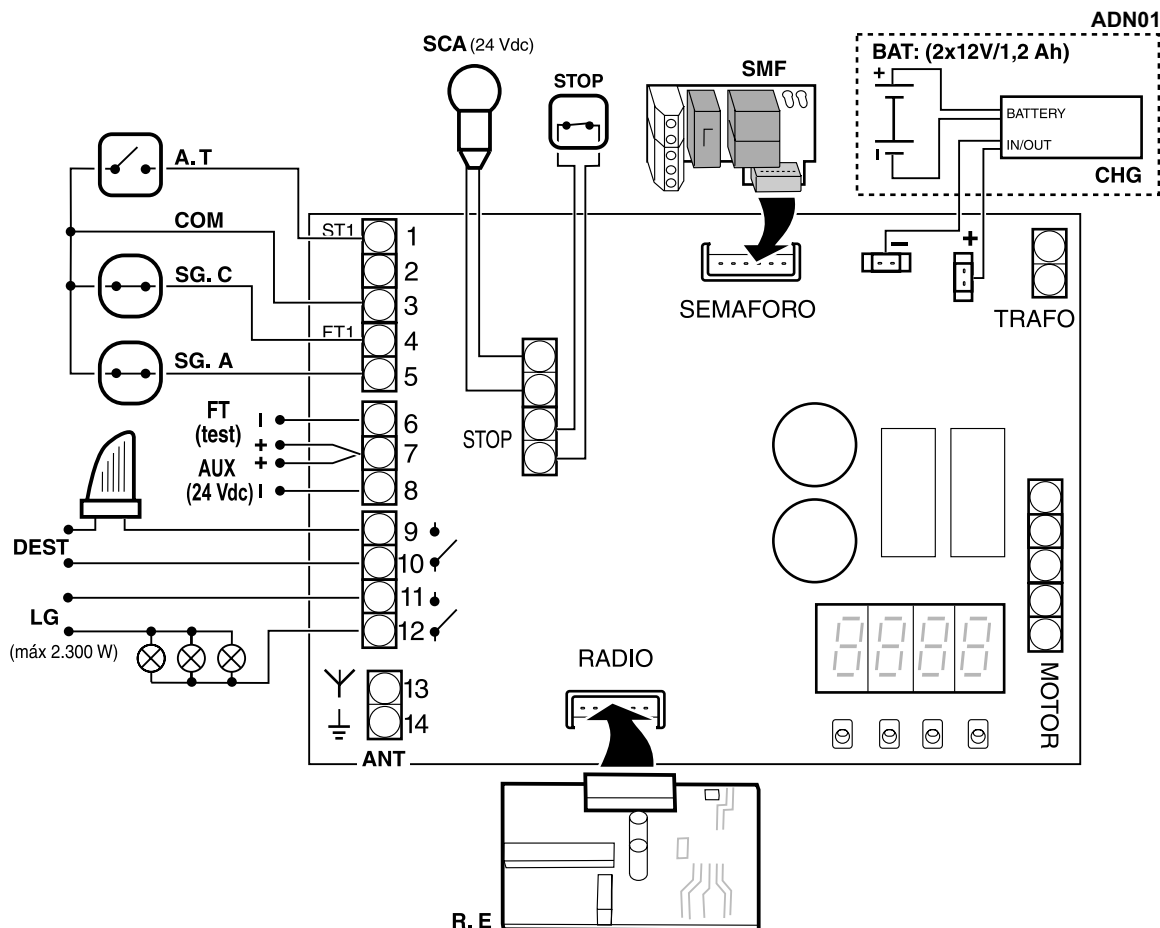 ADN01
SCA (24 Vdc)
STOP
SMF
BAT: (2x12V/1,2 Ah)
+
BATTERY
IN/OUT
CHG
A.T
COM
SG. C
SG. A
ST1
1
2
3
FT1
4
5
- +
SEMAFORO
TRAFO
FT
(test)
+
+
AUX
(24 Vdc)
6
7
8
STOP
DEST
9
10
11
12
LG
(máx 2.300 W)
13
14
ANT
RADIO
8888
MOTOR
R.E